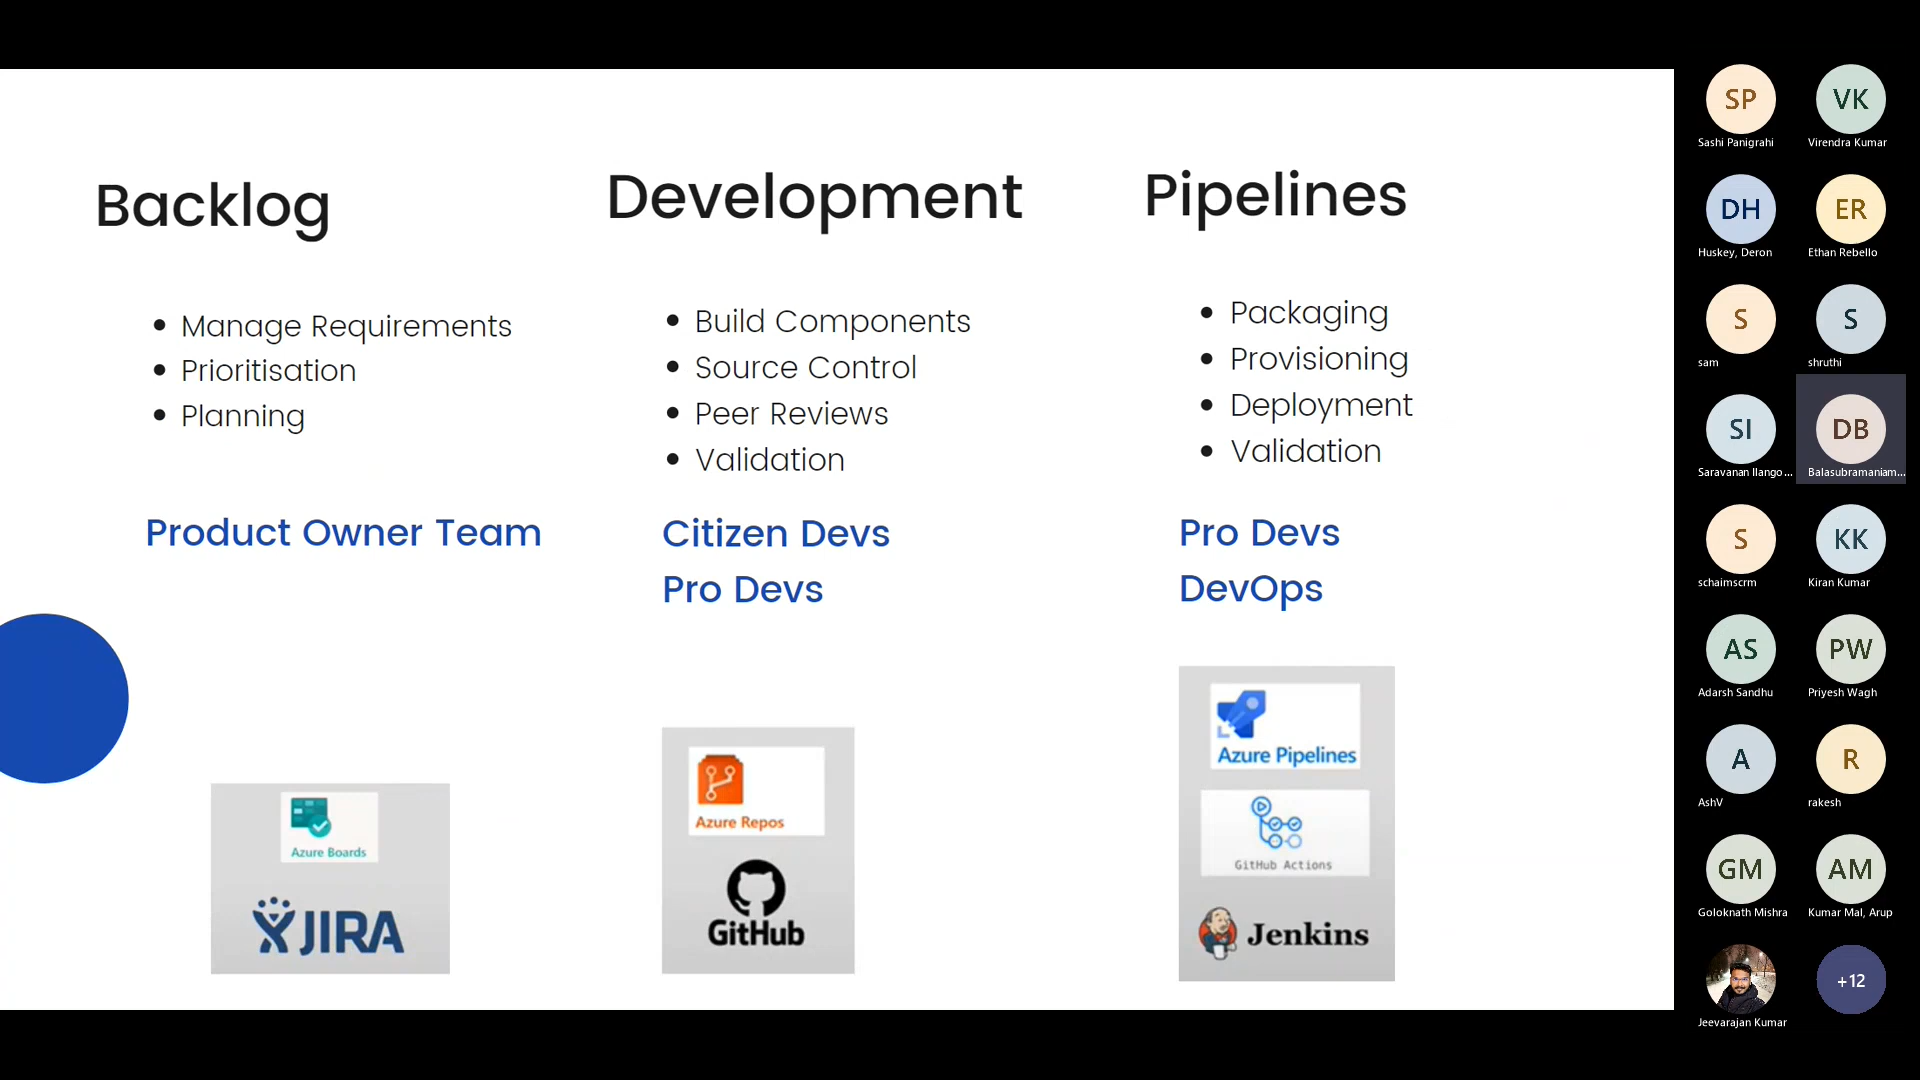 Backlog
Manage Requirements
Prioritisation
Planning
Product Owner Team
Azure Boards
JIRA
Development
Build Components
Source Control
Peer Reviews
Validation
Citizen Devs
Pro Devs
Azure Repos
GitHub
Pipelines
Packaging
Provisioning
Deployment
Validation
Pro Devs
DevOps
Azure Pipelines
GitHub Actions
Jenkins
SP
Sashi Panigrahi
VK
Virendra Kumar
DH
Huskey, Deron
ER
Ethan Rebello
S
sam
S
shruthi
SI
Saravanan Ilango...
DB
Balasubramaniam...
S
schaimscrm
KK
Kiran Kumar
AS
Adarsh Sandhu
PW
Priyesh Wagh
A
AshV
R
rakesh
GM
Goloknath Mishra
AM
Kumar Mal, Arup
Jeevarajan Kumar
+12